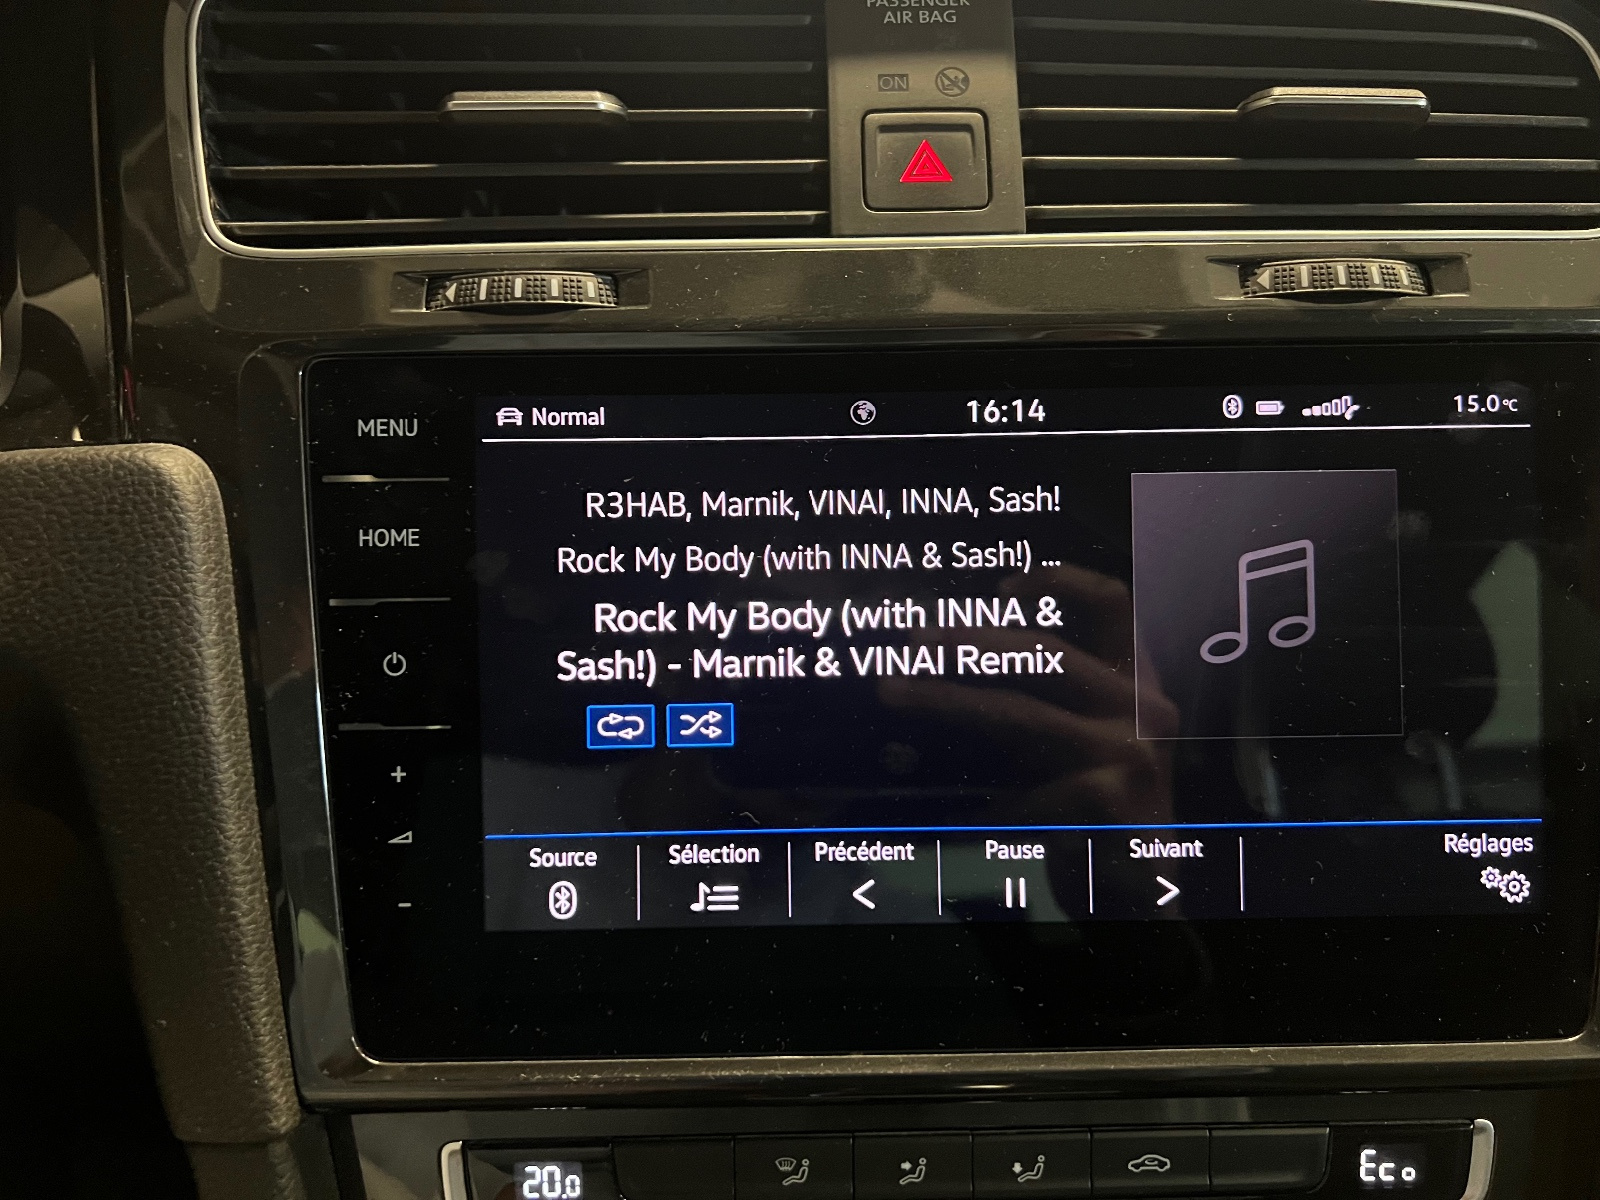 PASSENGER
AIR BAG
ON
MENU
HOME
Normal
16:14
15.0°C
R3HAB, Marnik, VINAI, INNA, Sash!
Rock My Body (with INNA & Sash!) ...
Rock My Body (with INNA &
Sash!) - Marnik & VINAI Remix
+
-
Source
Sélection
Précédent
Pause
Suivant
Réglages
20.0
Eco